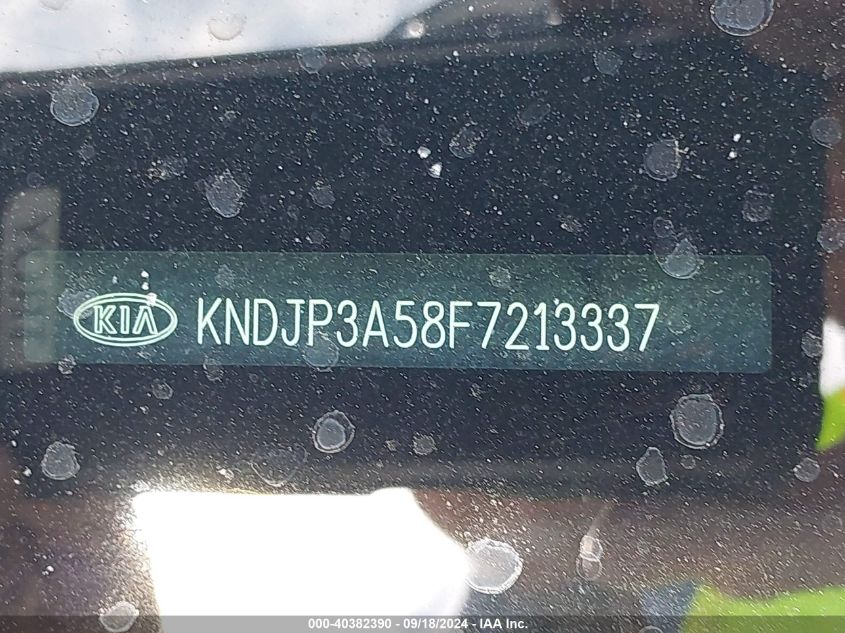 KIA KNDJP3A58F7213337
000-40382390 - 09/18/2024 - IAA Inc.